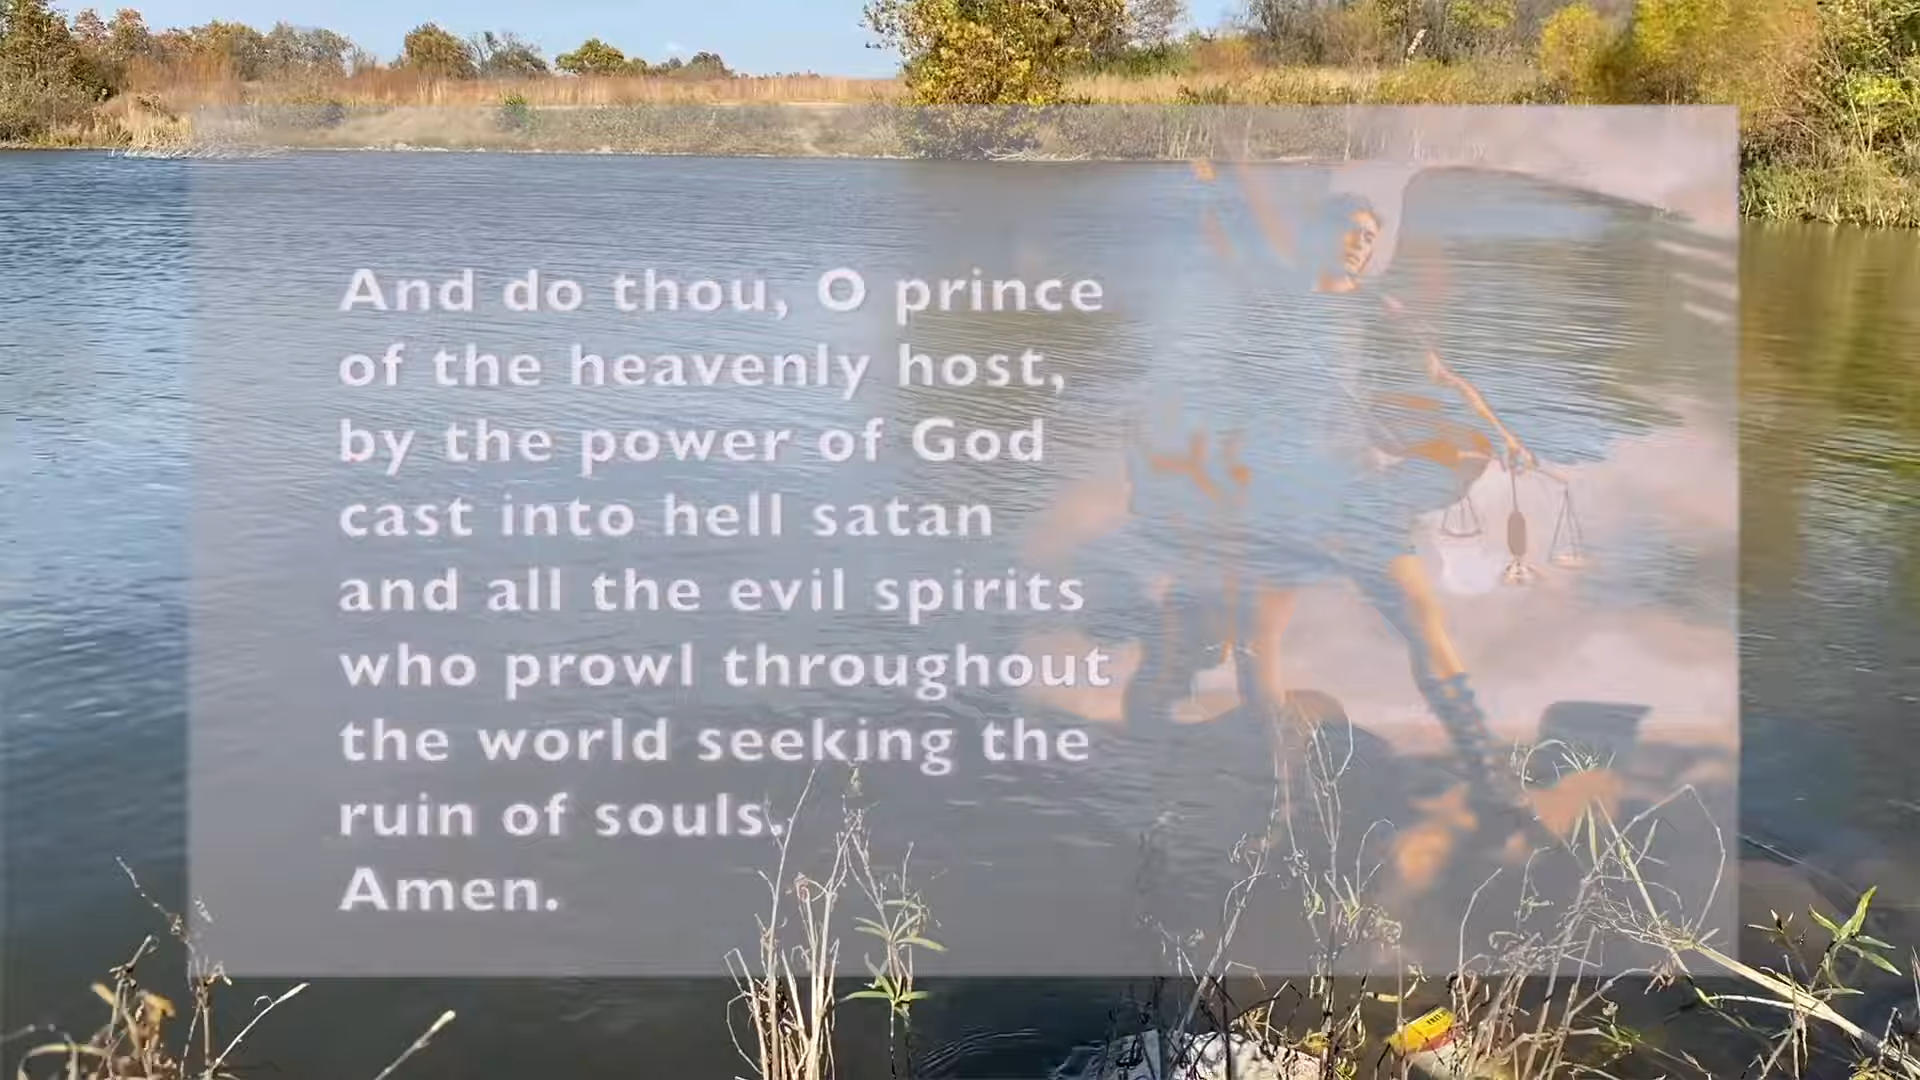 And do thou, O prince
of the heavenly host,
by the power of God
cast into hell satan
and all the evil spirits
who prowl throughout
the world seeking the
ruin of souls.
Amen.